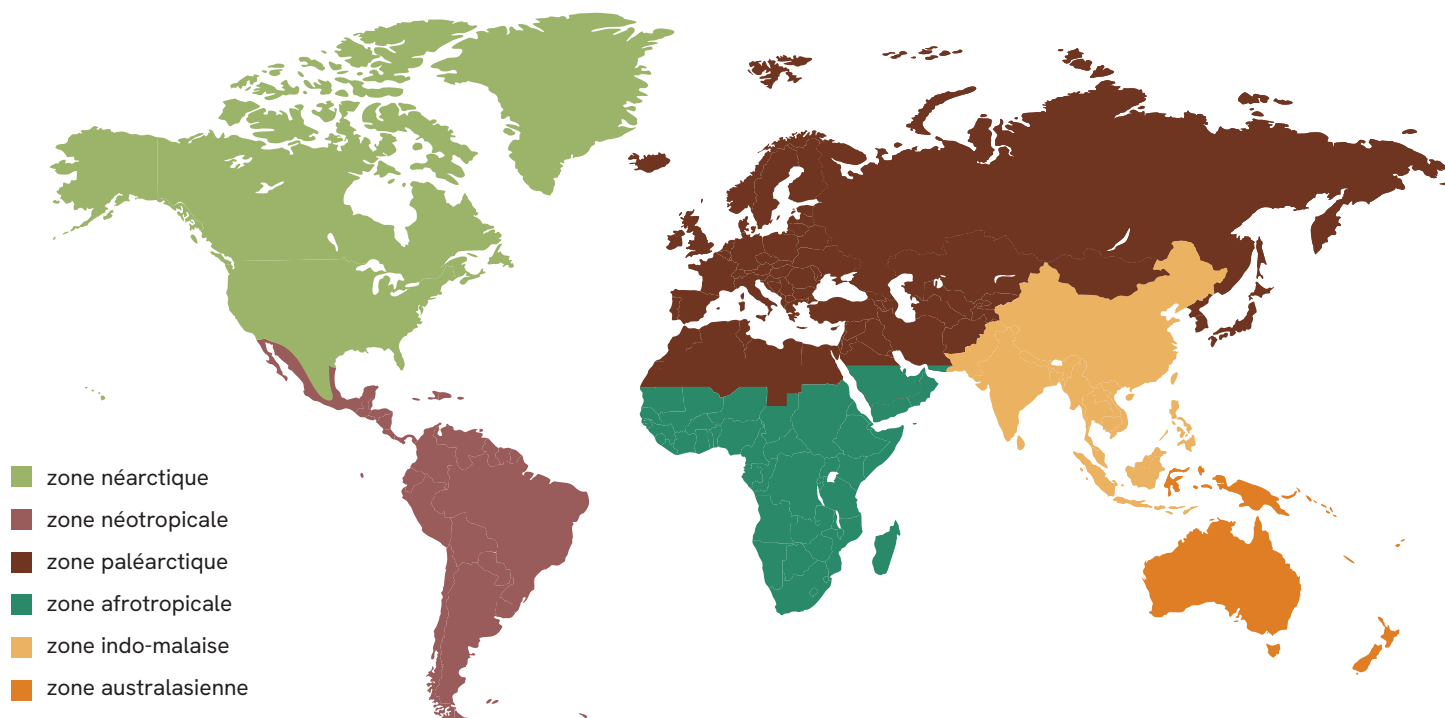 zone néarctique
zone néotropicale
zone paléarctique
zone afrotropicale
zone indo-malaise
zone australasienne